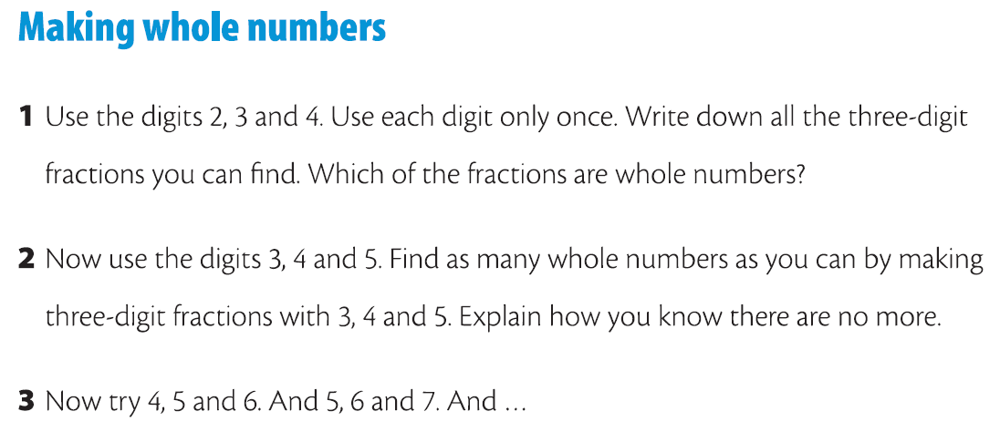 Making whole numbers
1 Use the digits 2, 3 and 4. Use each digit only once. Write down all the three-digit
fractions you can find. Which of the fractions are whole numbers?
2 Now use the digits 3, 4 and 5. Find as many whole numbers as you can by making
three-digit fractions with 3, 4 and 5. Explain how you know there are no more.
3 Now try 4, 5 and 6. And 5, 6 and 7. And ...